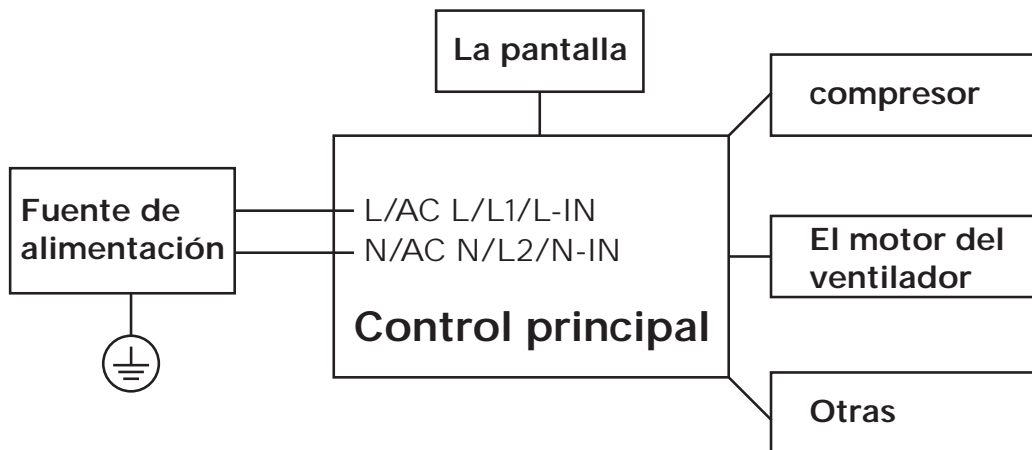 La pantalla
compresor
Fuente de
alimentación
L/AC L/L1/L-IN
N/AC N/L2/N-IN
Control principal
El motor del
ventilador
Otras